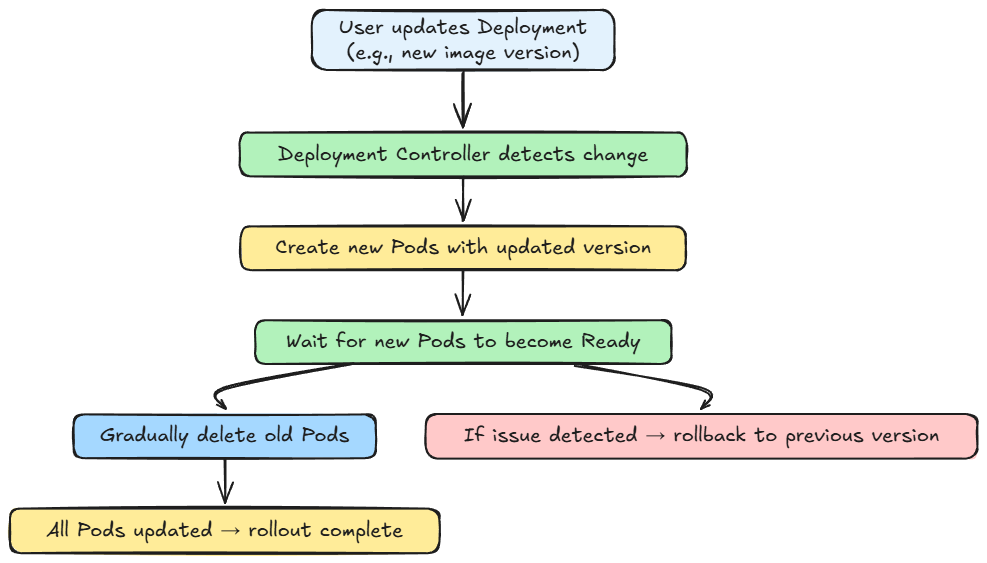 User updates Deployment
(e.g., new image version)
Deployment Controller detects change
Create new Pods with updated version
Wait for new Pods to become Ready
Gradually delete old Pods
If issue detected → rollback to previous version
All Pods updated → rollout complete